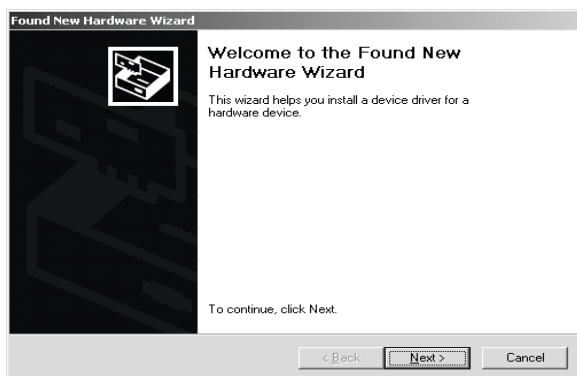 Found New Hardware Wizard
Welcome to the Found New
Hardware Wizard
This wizard helps you install a device driver for a
hardware device.
To continue, click Next.
< Back
Next >
Cancel